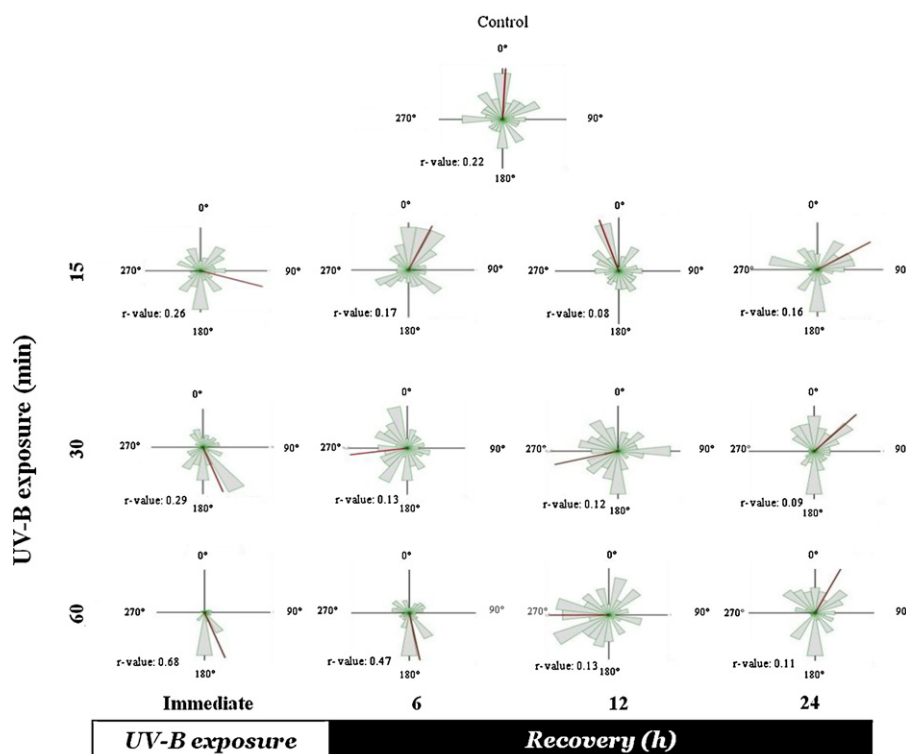 Control
0°
270° 90°
r- value: 0.22
180°
0° 0° 0° 0°
15
270° 90° 270° 90° 270° 90° 270° 90°
r- value: 0.26 r- value: 0.17 r- value: 0.08 r- value: 0.16
180° 180° 180° 180°
UV-B exposure (min)
0° 0° 0° 0°
30
270° 90° 270° 90° 270° 90° 270° 90°
r- value: 0.29 r- value: 0.13 r- value: 0.12 r- value: 0.09
180° 180° 180° 180°
0° 0° 0° 0°
60
270° 90° 270° 90° 270° 90° 270° 90°
r- value: 0.68 r- value: 0.47 r- value: 0.13 r- value: 0.11
180° 180° 180° 180°
Immediate 6 12 24
UV-B exposure Recovery (h)